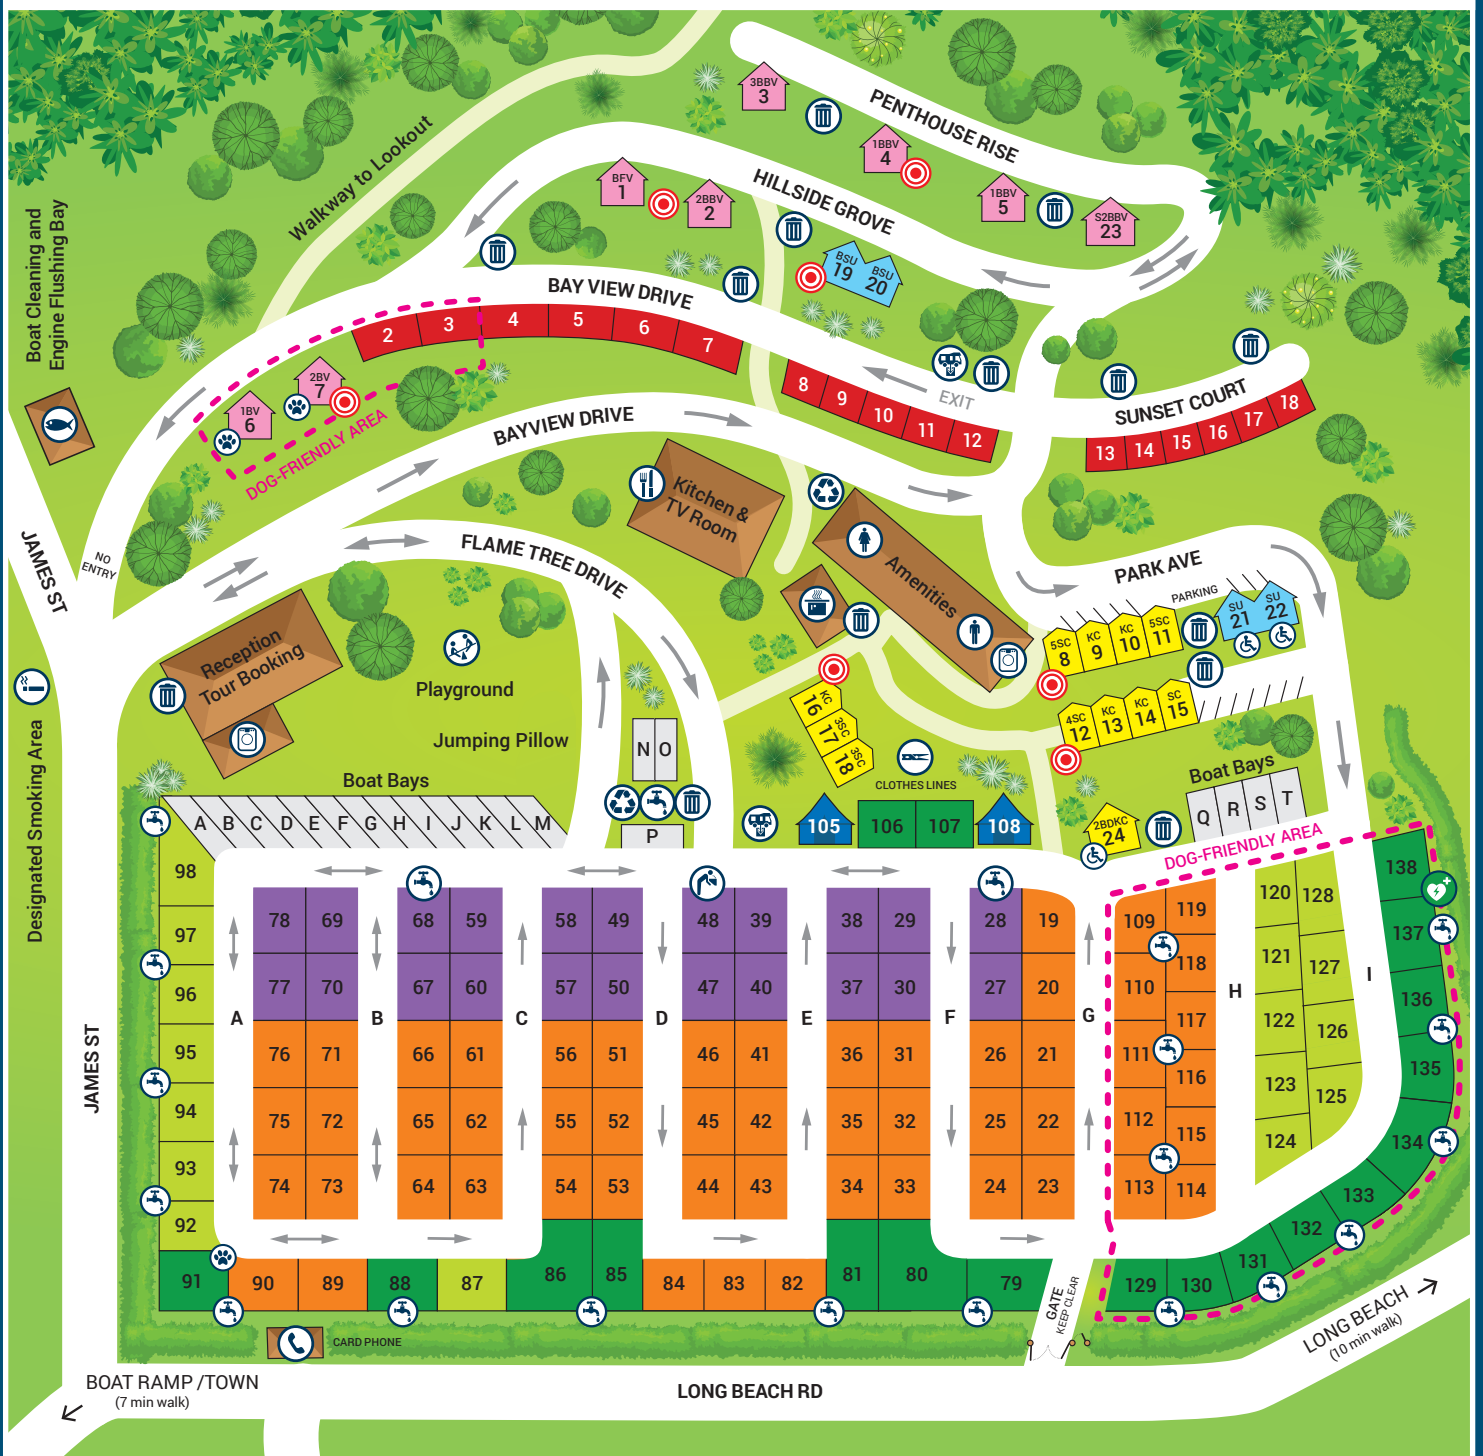 PENTHOUSE RISE
3BBV
3
1BBV
4
1BBV
5
S2BBV
23
HILLSIDE GROVE
BFV
1
2BBV
2
BSU
19
BSU
20
Walkway to Lookout
Boat Cleaning and
Engine Flushing Bay
BAY VIEW DRIVE
2
3
4
5
6
7
8
9
10
11
12
EXIT
SUNSET COURT
13
14
15
16
17
18
2BV
7
1BV
6
DOG-FRIENDLY AREA
BAYVIEW DRIVE
Kitchen &
TV Room
Amenities
JAMES ST
NO
ENTRY
FLAME TREE DRIVE
PARK AVE
PARKING
SU
21
SU
22
5SC
8
KC
9
KC
10
5SC
11
4SC
12
KC
13
KC
14
SC
15
KC
16
3SC
17
3SC
18
Reception
Tour Booking
Playground
Jumping Pillow
Designated Smoking Area
N
O
P
CLOTHES LINES
105
106
107
108
2BDKC
24
Boat Bays
Q
R
S
T
DOG-FRIENDLY AREA
Boat Bays
A
B
C
D
E
F
G
H
I
J
K
L
M
98
97
96
95
94
93
92
91
78
69
77
70
76
71
75
72
74
73
68
59
67
60
66
61
65
62
64
63
58
49
57
50
56
51
55
52
54
53
48
39
47
40
46
41
45
42
44
43
38
29
37
30
36
31
35
32
34
33
28
19
27
20
26
21
25
22
24
23
A
B
C
D
E
F
G
H
I
109
119
118
110
117
111
116
112
115
113
114
120
128
121
127
122
126
123
125
124
138
137
136
135
134
133
132
131
130
129
90
89
88
87
86
85
84
83
82
81
80
79
GATE
KEEP CLEAR
JAMES ST
CARD PHONE
BOAT RAMP /TOWN
(7 min walk)
LONG BEACH RD
LONG BEACH
(10 min walk)